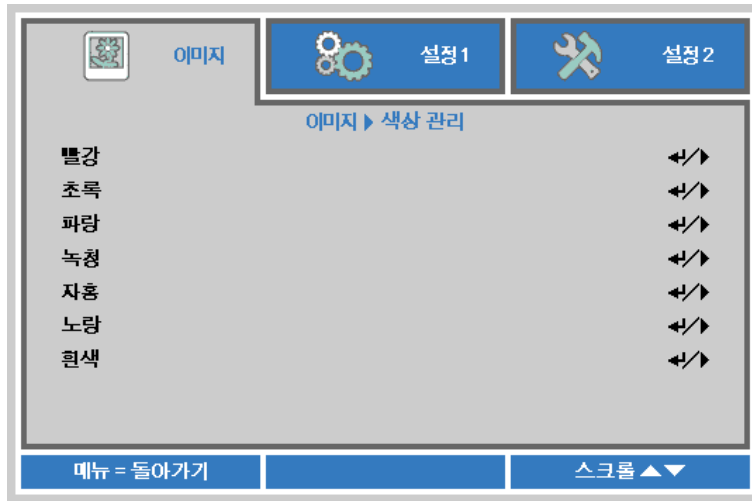 이미지 설정 1 설정 2
이미지 ▶ 색상 관리
빨강 ↵/▶
초록 ↵/▶
파랑 ↵/▶
녹청 ↵/▶
자홍 ↵/▶
노랑 ↵/▶
흰색 ↵/▶
메뉴 = 돌아가기 스크롤 ▲▼